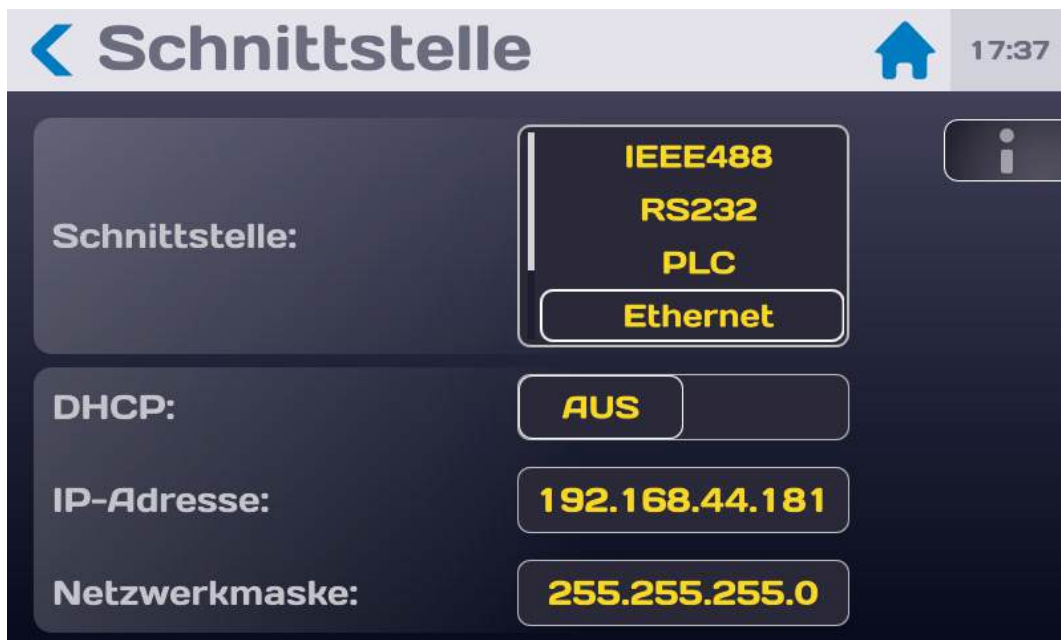 Schnittstelle
17:37
Schnittstelle:
IEEE488
RS232
PLC
Ethernet
DHCP:
AUS
IP-Adresse:
192.168.44.181
Netzwerkmaske:
255.255.255.0